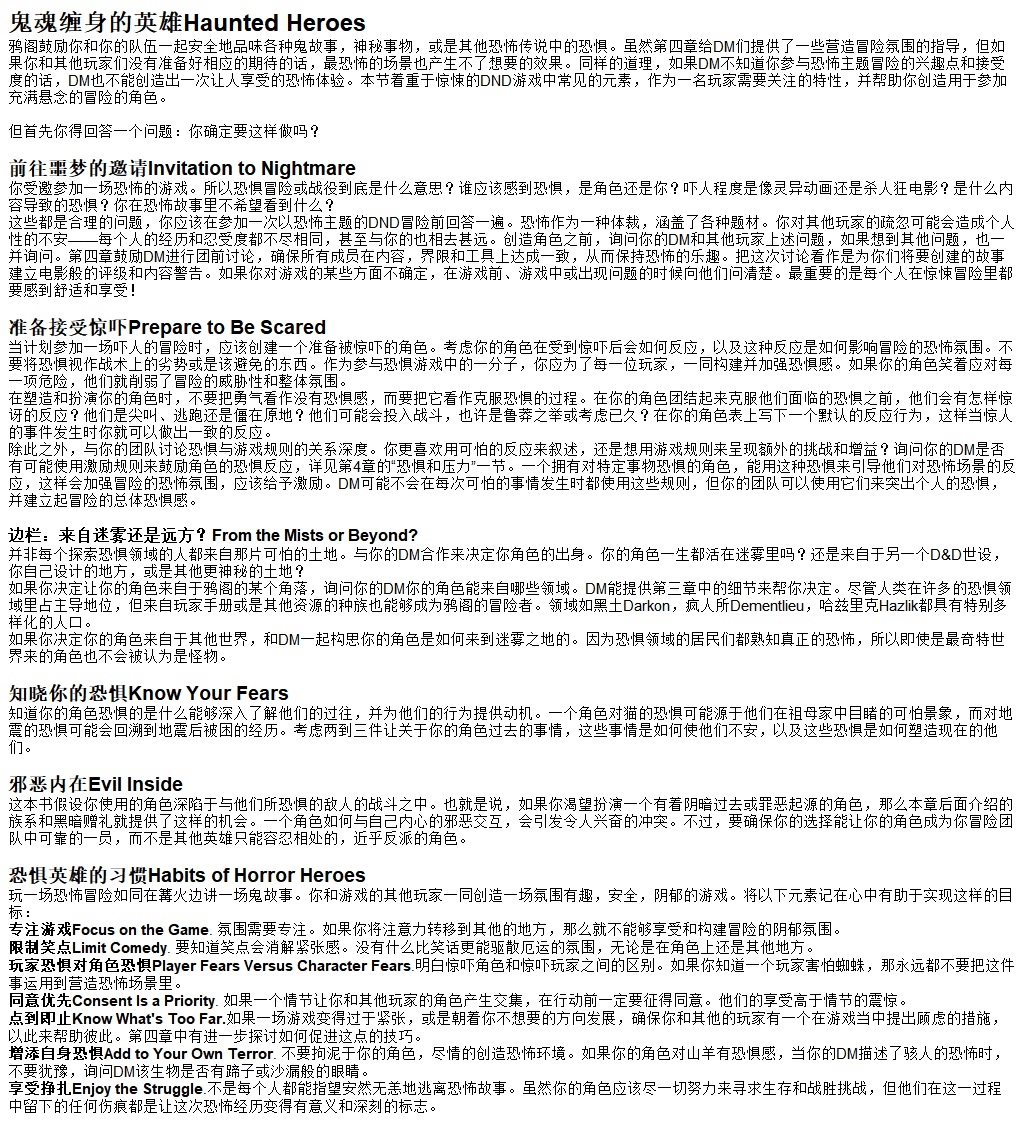 鬼魂缠身的英雄Haunted Heroes
鸦阁鼓励你和你的队伍一起安全地品味各种鬼故事，神秘事物，或是其他恐怖传说中的恐惧。虽然第四章给DM们提供了一些营造冒险氛围的指导，但如
果你和其他玩家们没有准备好相应的期待的话，最恐怖的场景也产生不了想要的效果。同样的道理，如果DM不知道你参与恐怖主题冒险的兴趣点和接受
度的话，DM也不能创造出一次让人享受的恐怖体验。本节着重于惊悚的DND游戏中常见的元素，作为一名玩家需要关注的特性，并帮助你创造用于参加
充满悬念的冒险的角色。
但首先你得回答一个问题：你确定要这样做吗？
前往噩梦的邀请Invitation to Nightmare
你受邀参加一场恐怖的游戏。所以恐惧冒险或战役到底是什么意思？谁应该感到恐惧，是角色还是你？吓人程度是像灵异动画还是杀人狂电影？是什么内
容导致的恐惧？你在恐怖故事里不希望看到什么？
这些都是合理的问题，你应该在参加一次以恐怖主题的DND冒险前回答一遍。恐怖作为一种体裁，涵盖了各种题材。你对其他玩家的疏忽可能会造成个人
性的不安——每个人的经历和忍受度都不尽相同，甚至与你的也相去甚远。创造角色之前，询问你的DM和其他玩家上述问题，如果想到其他问题，也一
并询问。第四章鼓励DM进行团前讨论，确保所有成员在内容，界限和工具上达成一致，从而保持恐怖的乐趣。把这次讨论看作是为你们将要创建的故事
建立电影般的评级和内容警告。如果你对游戏的某些方面不确定，在游戏前、游戏中或出现问题的时候向他们问清楚。最重要的是每个人在惊悚冒险里都
要感到舒适和享受！
准备接受惊吓Prepare to Be Scared
当计划参加一场吓人的冒险时，应该创建一个准备被惊吓的角色。考虑你的角色在受到惊吓后会如何反应，以及这种反应是如何影响冒险的恐怖氛围。不
要将恐惧视作战术上的劣势或是该避免的东西。作为参与恐惧游戏中的一分子，你应为了每一位玩家，一同构建并加强恐惧感。如果你的角色笑着应对每
一项危险，他们就削弱了冒险的威胁性和整体氛围。
在塑造和扮演你的角色时，不要把勇气看作没有恐惧感，而要把它看作克服恐惧的过程。在你的角色团结起来克服他们面临的恐惧之前，他们会有怎样惊
讶的反应？他们是尖叫、逃跑还是僵在原地？他们可能会投入战斗，也许是鲁莽之举或考虑已久？在你的角色表上写下一个默认的反应行为，这样当惊人
的事件发生时你就可以做出一致的反应。
除此之外，与你的团队讨论恐惧与游戏规则的关系深度。你更喜欢用可怕的反应来叙述，还是想用游戏规则来呈现额外的挑战和增益？询问你的DM是否
有可能使用激励规则来鼓励角色的恐惧反应，详见第4章的“恐惧和压力”一节。一个拥有对特定事物恐惧的角色，能用这种恐惧来引导他们对恐怖场景的反
应，这样会加强冒险的恐怖氛围，应该给予激励。DM可能不会在每次可怕的事情发生时都使用这些规则，但你的团队可以使用它们来突出个人的恐惧，
并建立起冒险的总体恐惧感。
边栏：来自迷雾还是远方？From the Mists or Beyond?
并非每个探索恐惧领域的人都来自那片可怕的土地。与你的DM合作来决定你角色的出身。你的角色一生都活在迷雾里吗？还是来自于另一个D&D世设，
你自己设计的地方，或是其他更神秘的土地？
如果你决定让你的角色来自于鸦阁的某个角落，询问你的DM你的角色能来自哪些领域。DM能提供第三章中的细节来帮你决定。尽管人类在许多的恐惧领
域里占主导地位，但来自玩家手册或是其他资源的种族也能够成为鸦阁的冒险者。领域如黑土Darkon，疯人所Dementlieu，哈兹里克Hazlik都具有特别多
样化的人口。
如果你决定你的角色来自于其他世界，和DM一起构思你的角色是如何来到迷雾之地的。因为恐惧领域的居民们都熟知真正的恐怖，所以即使是最奇特世
界来的角色也不会被认为是怪物。
知晓你的恐惧Know Your Fears
知道你的角色恐惧的是什么能够深入了解他们的过往，并为他们的行为提供动机。一个角色对猫的恐惧可能源于他们在祖母家中目睹的可怕景象，而对地
震的恐惧可能会回溯到地震后被困的经历。考虑两到三件让关于你的角色过去的事情，这些事情是如何使他们不安，以及这些恐惧是如何塑造现在的他
们。
邪恶内在Evil Inside
这本书假设你使用的角色深陷于与他们所恐惧的敌人的战斗之中。也就是说，如果你渴望扮演一个有着阴暗过去或罪恶起源的角色，那么本章后面介绍的
族系和黑暗赠礼就提供了这样的机会。一个角色如何与自己内心的邪恶交互，会引发令人兴奋的冲突。不过，要确保你的选择能让你的角色成为你冒险团
队中可靠的一员，而不是其他英雄只能容忍相处的，近乎反派的角色。
恐惧英雄的习惯Habits of Horror Heroes
玩一场恐怖冒险如同在篝火边讲一场鬼故事。你和游戏的其他玩家一同创造一场氛围有趣，安全，阴郁的游戏。将以下元素记在心中有助于实现这样的目
标：
专注游戏Focus on the Game. 氛围需要专注。如果你将注意力转移到其他的地方，那么就不能够享受和构建冒险的阴郁氛围。
限制笑点Limit Comedy. 要知道笑点会消解紧张感。没有什么比笑话更能驱散厄运的氛围，无论是在角色上还是其他地方。
玩家恐惧对角色恐惧Player Fears Versus Character Fears.明白惊吓角色和惊吓玩家之间的区别。如果你知道一个玩家害怕蜘蛛，那永远都不要把这件
事运用到营造恐怖场景里。
同意优先Consent Is a Priority. 如果一个情节让你和其他玩家的角色产生交集，在行动前一定要征得同意。他们的享受高于情节的震惊。
点到即止Know What's Too Far.如果一场游戏变得过于紧张，或是朝着你不想要的方向发展，确保你和其他的玩家有一个在游戏当中提出顾虑的措施，
以此来帮助彼此。第四章中有进一步探讨如何促进这点的技巧。
增添自身恐惧Add to Your Own Terror. 不要拘泥于你的角色，尽情的创造恐怖环境。如果你的角色对山羊有恐惧感，当你的DM描述了骇人的恐怖时，
不要犹豫，询问DM该生物是否有蹄子或沙漏般的眼睛。
享受挣扎Enjoy the Struggle.不是每个人都能指望安然无恙地逃离恐怖故事。虽然你的角色应该尽一切努力来寻求生存和战胜挑战，但他们在这一过程
中留下的任何伤痕都是让这次恐怖经历变得有意义和深刻的标志。